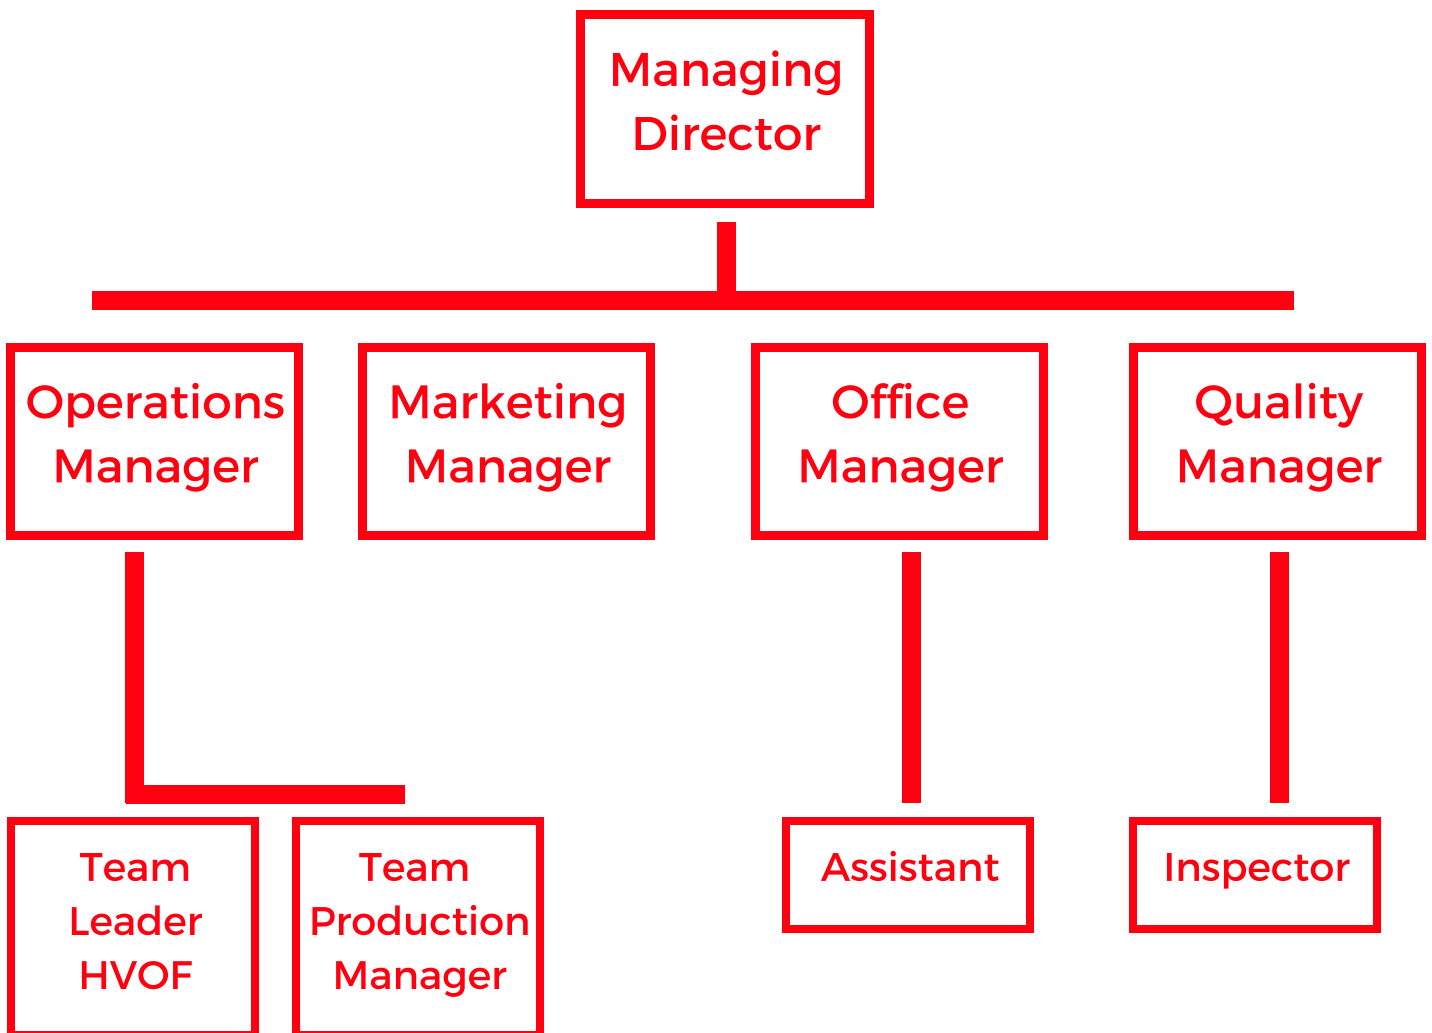 Managing
Director
Operations
Manager
Marketing
Manager
Office
Manager
Quality
Manager
Team
Leader
HVOF
Team
Production
Manager
Assistant
Inspector